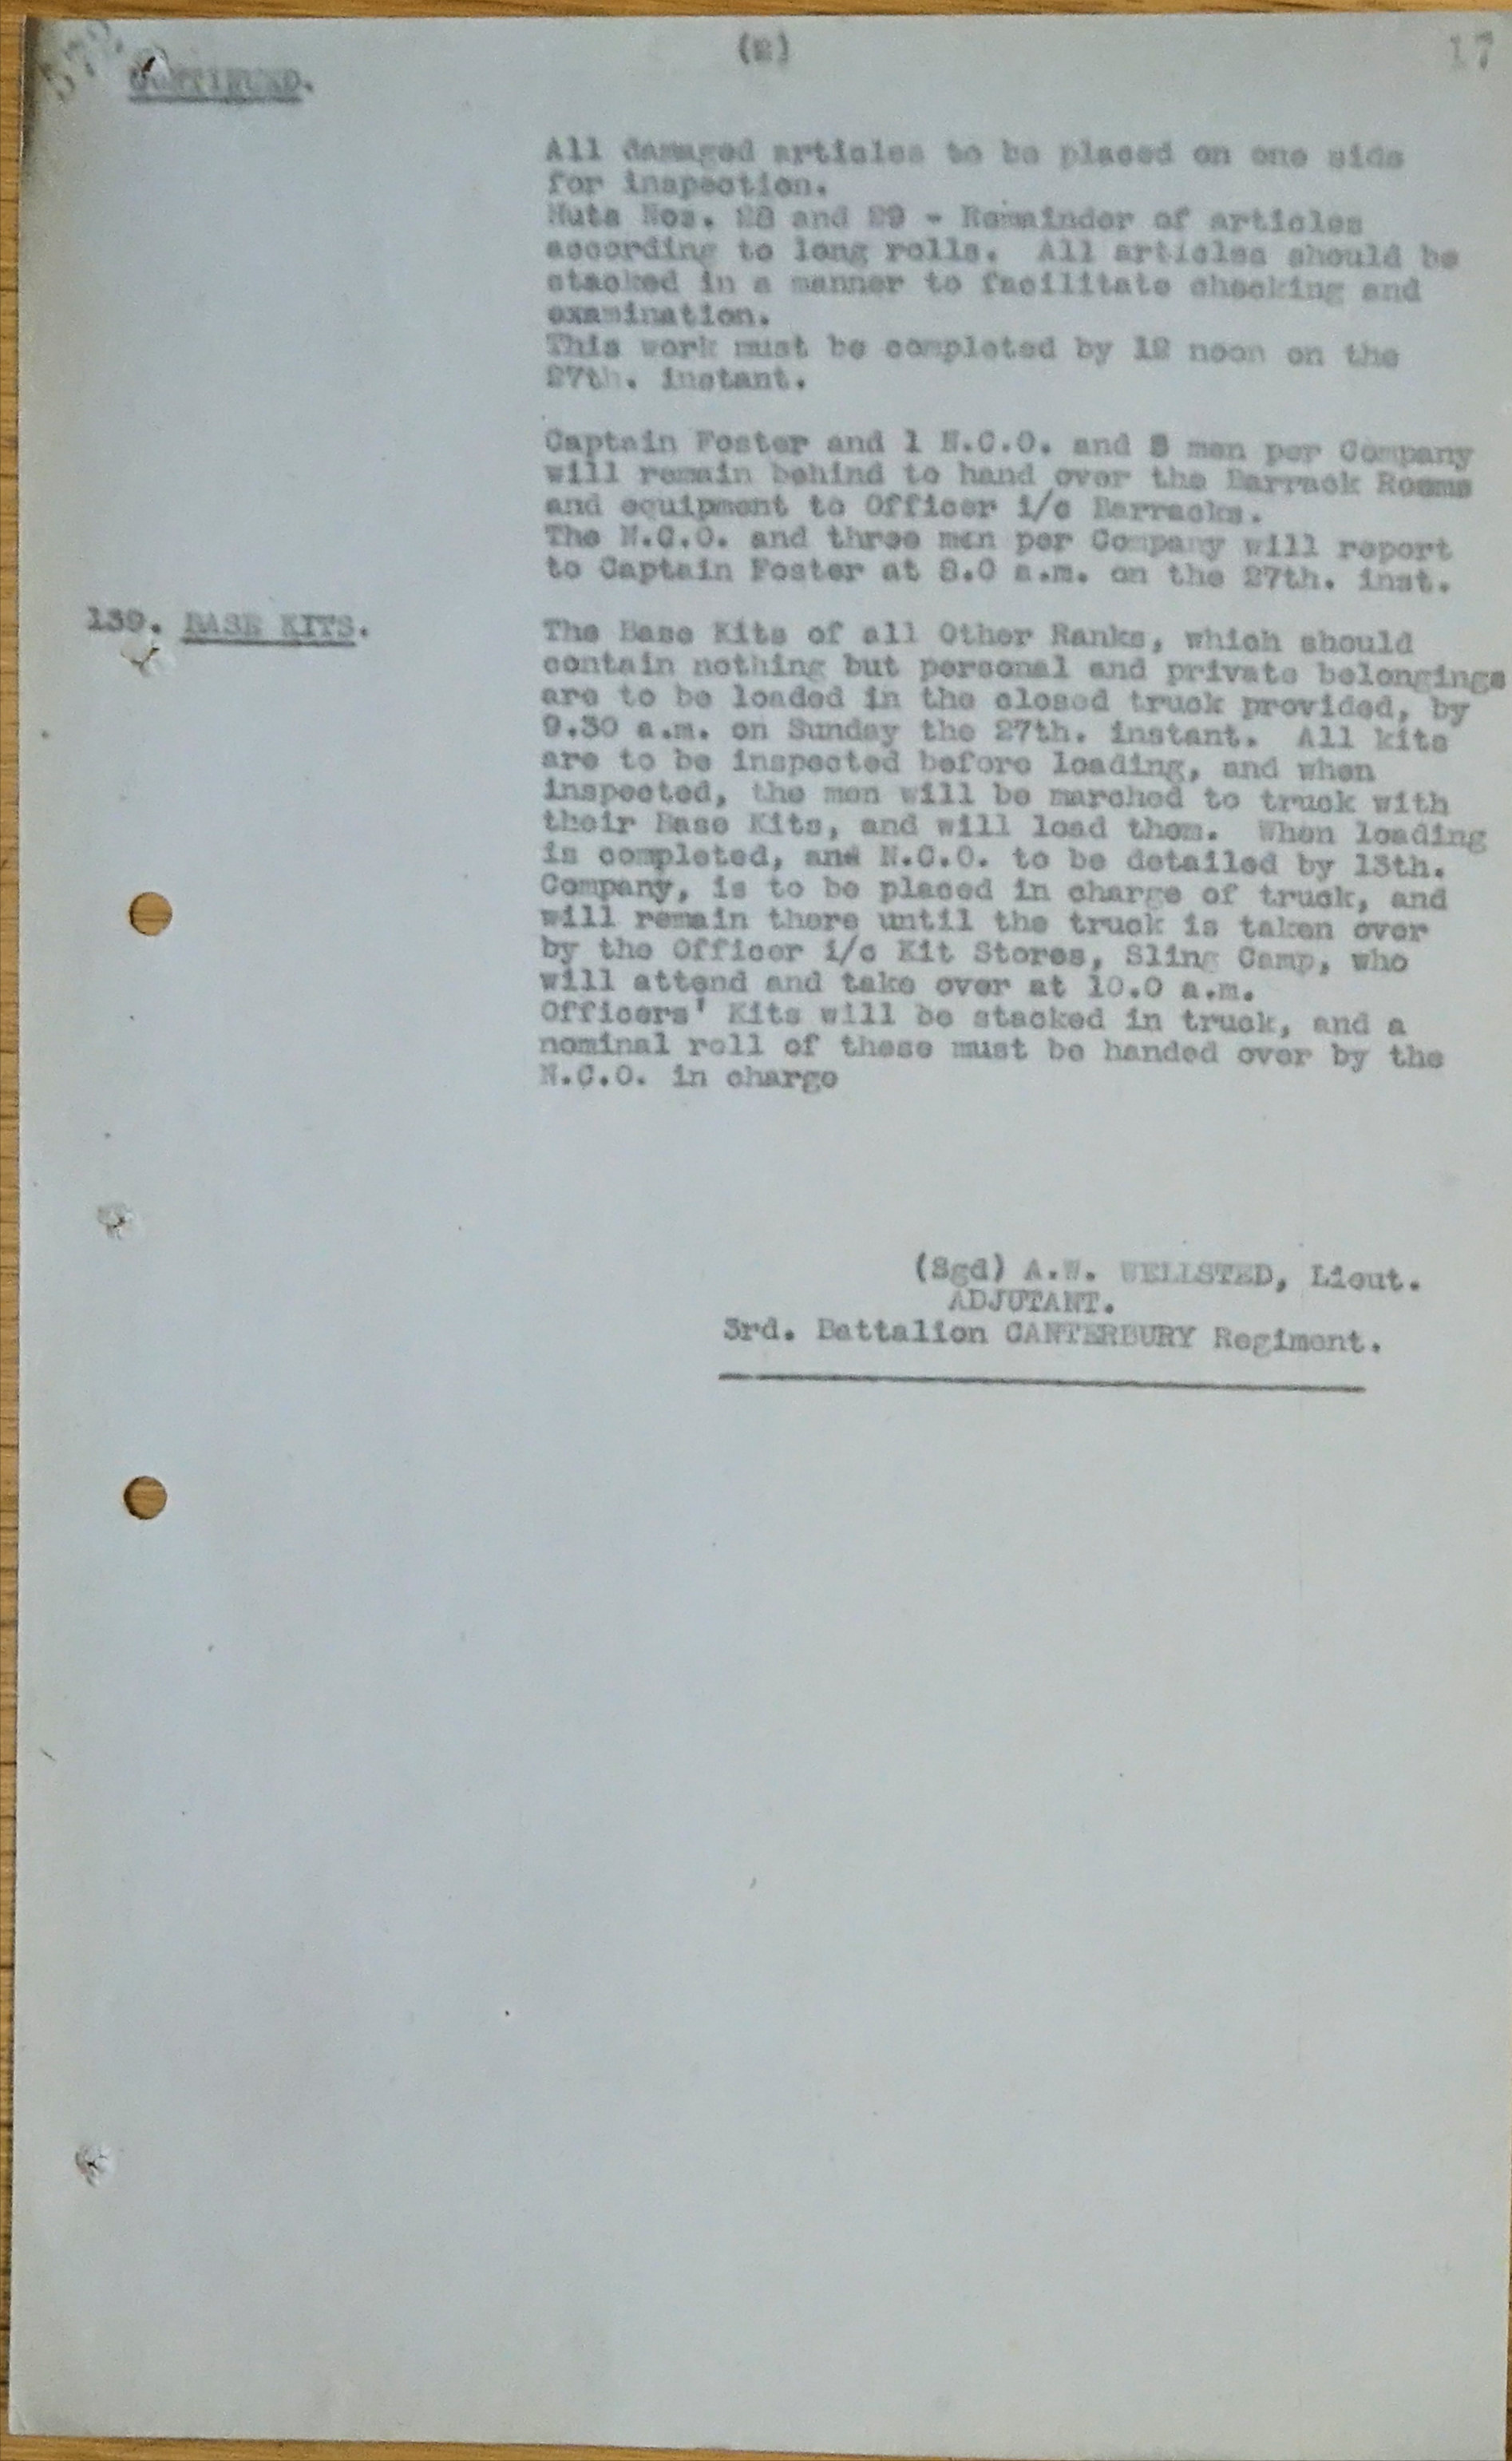 (2)
17
CONTINUED.
All damaged articles to be placed on one side
for inspection.
Huts Nos. 28 and 29 - Remainder of articles
according to long rolls. All articles should be
stacked in a manner to facilitate checking and
examination.
This work must be completed by 12 noon on the
27th. instant.
Captain Foster and 1 N.C.O. and 3 men per Company
will remain behind to hand over the Barrack Rooms
and equipment to Officer i/c Barracks.
The N.C.O. and three men per Company will report
to Captain Foster at 8.0 a.m. on the 27th. inst.
139. BASE KITS.
The Base Kits of all Other Ranks, which should
contain nothing but personal and private belongings
are to be loaded in the closed truck provided, by
9.30 a.m. on Sunday the 27th. instant. All kits
are to be inspected before loading, and when
inspected, the men will be marched to truck with
their Base Kits, and will load them. When loading
is completed, and N.C.O. to be detailed by 13th.
Company, is to be placed in charge of truck, and
will remain there until the truck is taken over
by the Officer i/c Kit Stores, Sling Camp, who
will attend and take over at 10.0 a.m.
Officers' Kits will be stacked in truck, and a
nominal roll of these must be handed over by the
N.C.O. in charge
(Sgd) A.W. WELLSTED, Lieut.
ADJUTANT.
3rd. Battalion CANTERBURY Regiment.